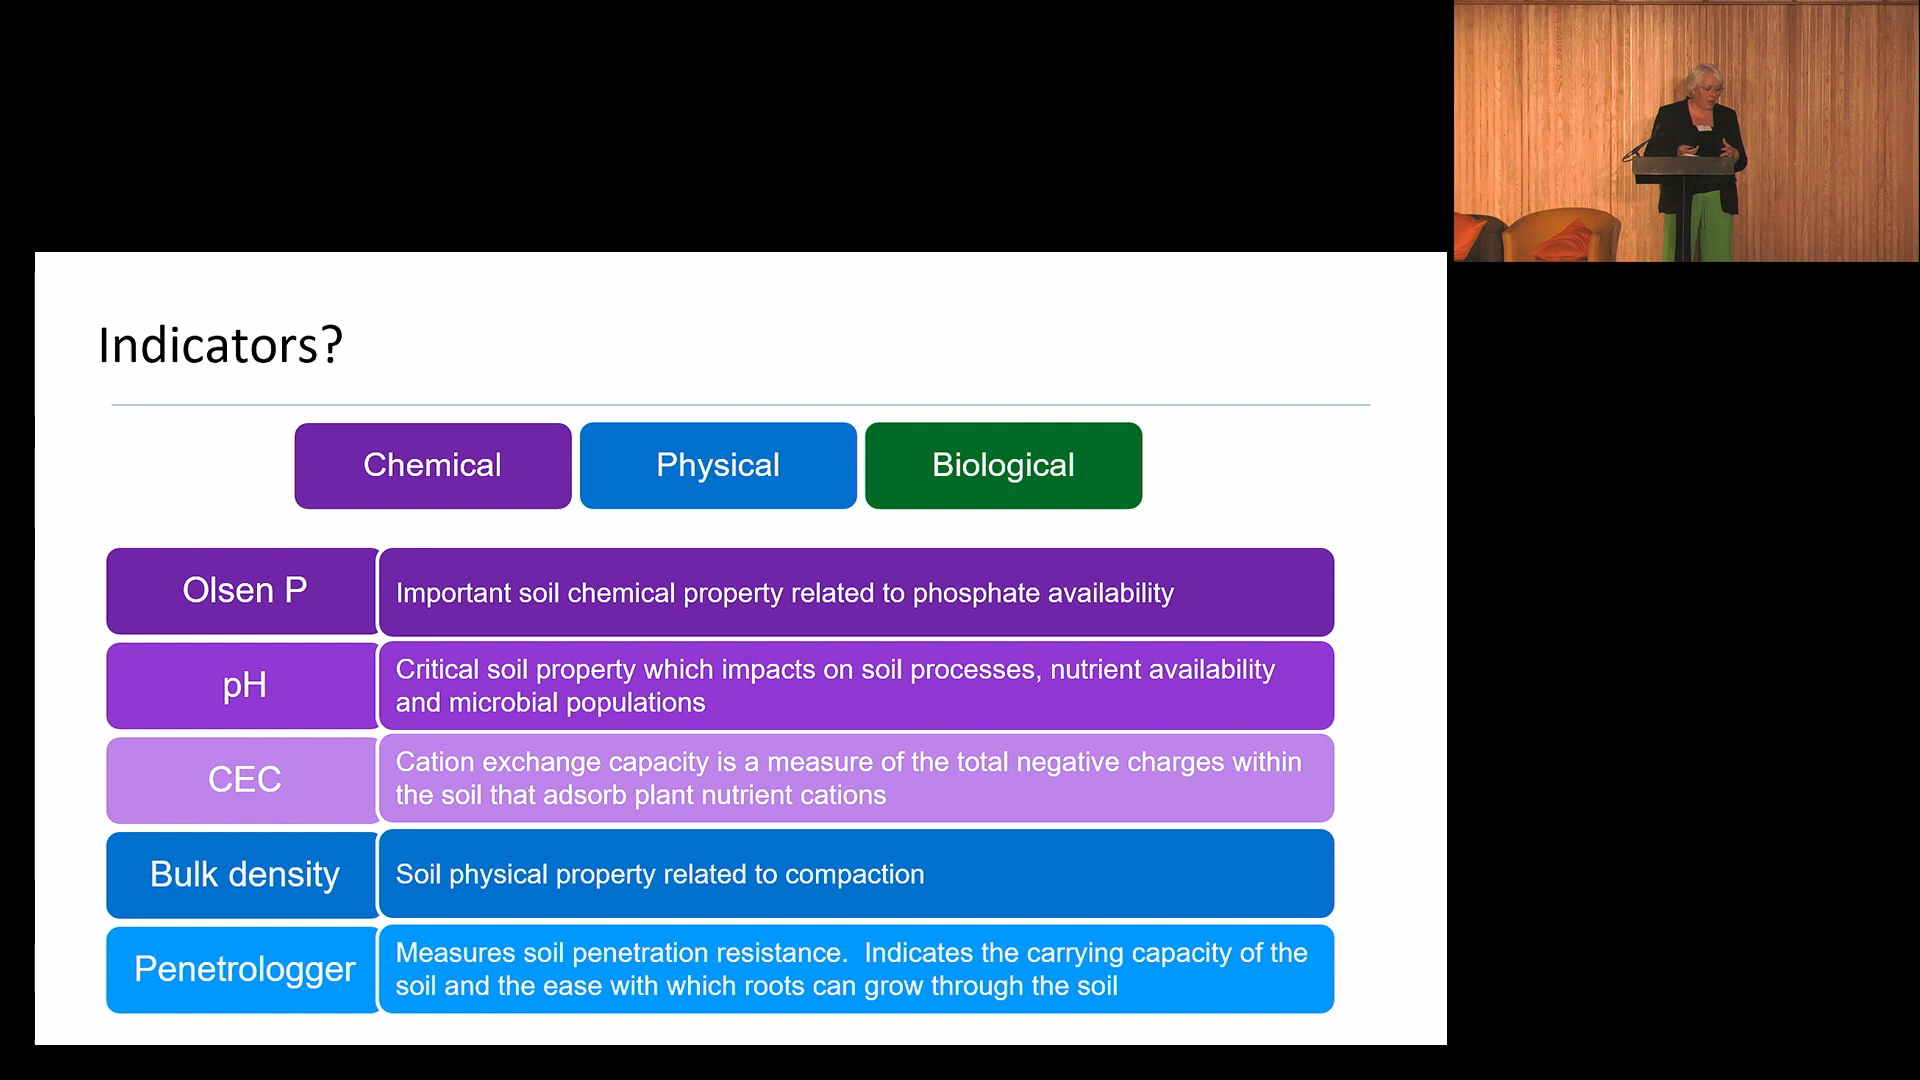 Indicators?
Chemical
Physical
Biological
Olsen P
Important soil chemical property related to phosphate availability
pH
Critical soil property which impacts on soil processes, nutrient availability
and microbial populations
CEC
Cation exchange capacity is a measure of the total negative charges within
the soil that adsorb plant nutrient cations
Bulk density
Soil physical property related to compaction
Penetrologger
Measures soil penetration resistance.  Indicates the carrying capacity of the
soil and the ease with which roots can grow through the soil